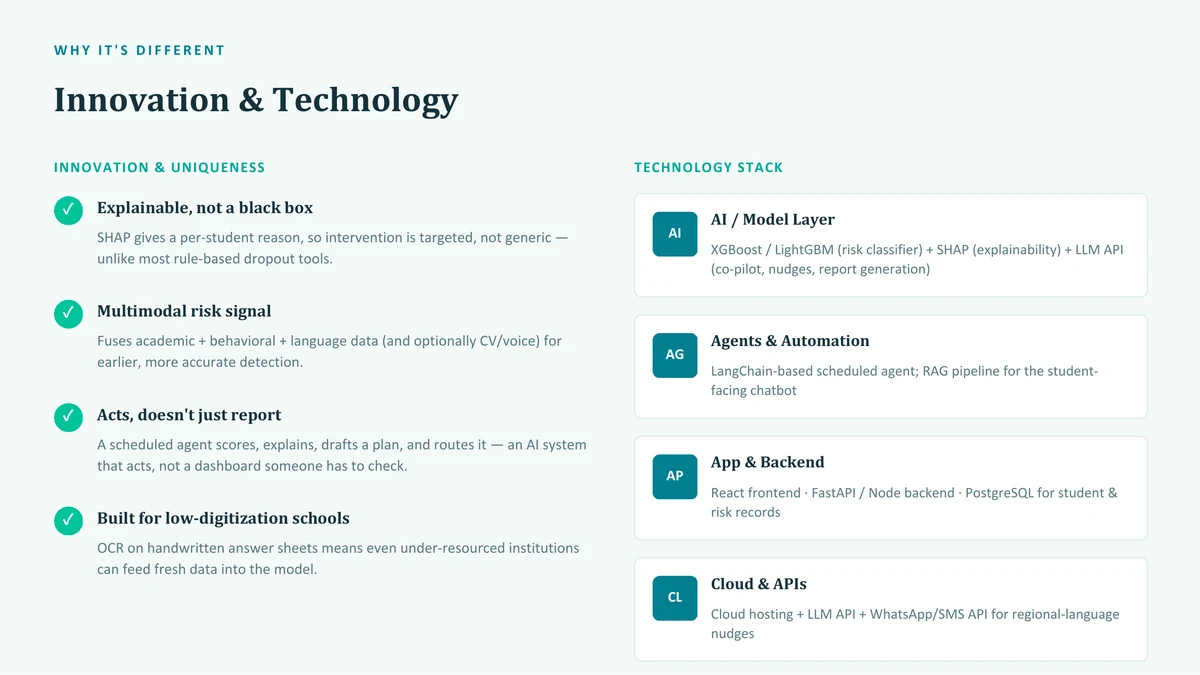 WHY IT'S DIFFERENT
Innovation & Technology
INNOVATION & UNIQUENESS
✓
Explainable, not a black box
SHAP gives a per-student reason, so intervention is targeted, not generic —
unlike most rule-based dropout tools.
✓
Multimodal risk signal
Fuses academic + behavioral + language data (and optionally CV/voice) for
earlier, more accurate detection.
✓
Acts, doesn't just report
A scheduled agent scores, explains, drafts a plan, and routes it — an AI system
that acts, not a dashboard someone has to check.
✓
Built for low-digitization schools
OCR on handwritten answer sheets means even under-resourced institutions
can feed fresh data into the model.
TECHNOLOGY STACK
AI
AI / Model Layer
XGBoost / LightGBM (risk classifier) + SHAP (explainability) + LLM API
(co-pilot, nudges, report generation)
AG
Agents & Automation
LangChain-based scheduled agent; RAG pipeline for the student-
facing chatbot
AP
App & Backend
React frontend · FastAPI / Node backend · PostgreSQL for student &
risk records
CL
Cloud & APIs
Cloud hosting + LLM API + WhatsApp/SMS API for regional-language
nudges